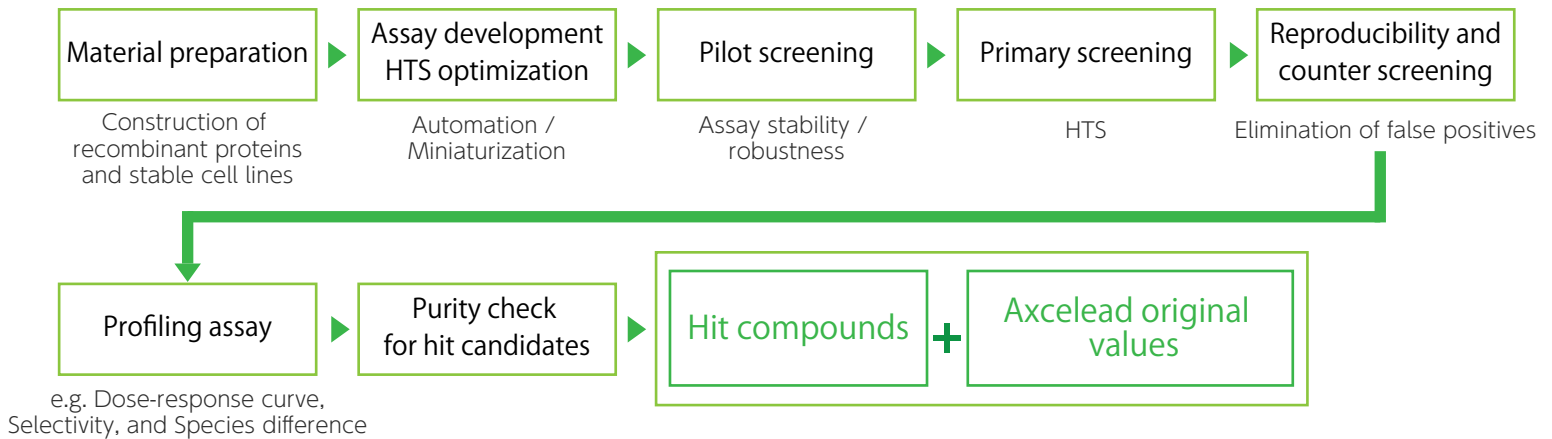 Material preparation
Construction of
recombinant proteins
and stable cell lines
Assay development
HTS optimization
Automation /
Miniaturization
Pilot screening
Assay stability /
robustness
Primary screening
HTS
Reproducibility and
counter screening
Elimination of false positives
Profiling assay
e.g. Dose-response curve,
Selectivity, and Species difference
Purity check
for hit candidates
Hit compounds
+
Axcelead original
values